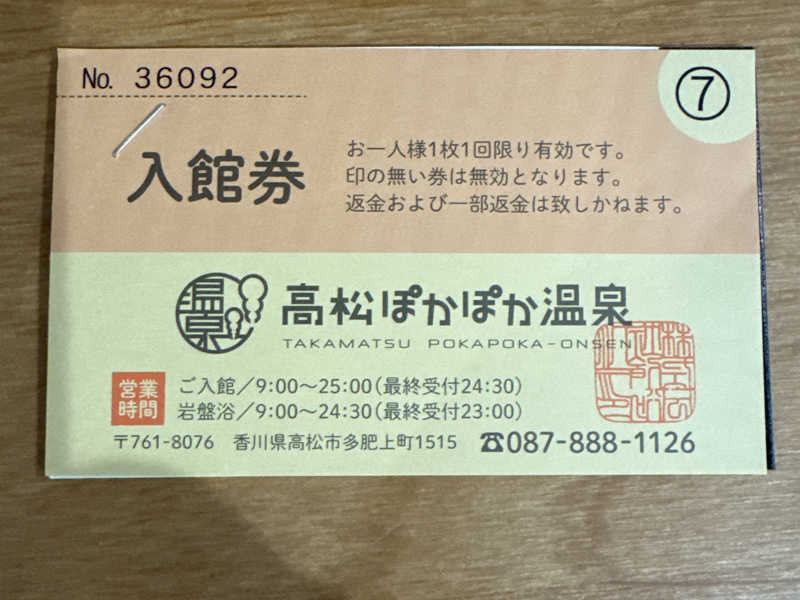 No. 36092
⑦
入館券
お一人様1枚1回限り有効です。
印の無い券は無効となります。
返金および一部返金は致しかねます。
温泉
高松ぽかぽか温泉
TAKAMATSU POKAPOKA-ONSEN
営業時間
ご入館/9:00〜25:00(最終受付24:30)
岩盤浴/9:00〜24:30(最終受付23:00)
〒761-8076 香川県高松市多肥上町1515 ☎087-888-1126